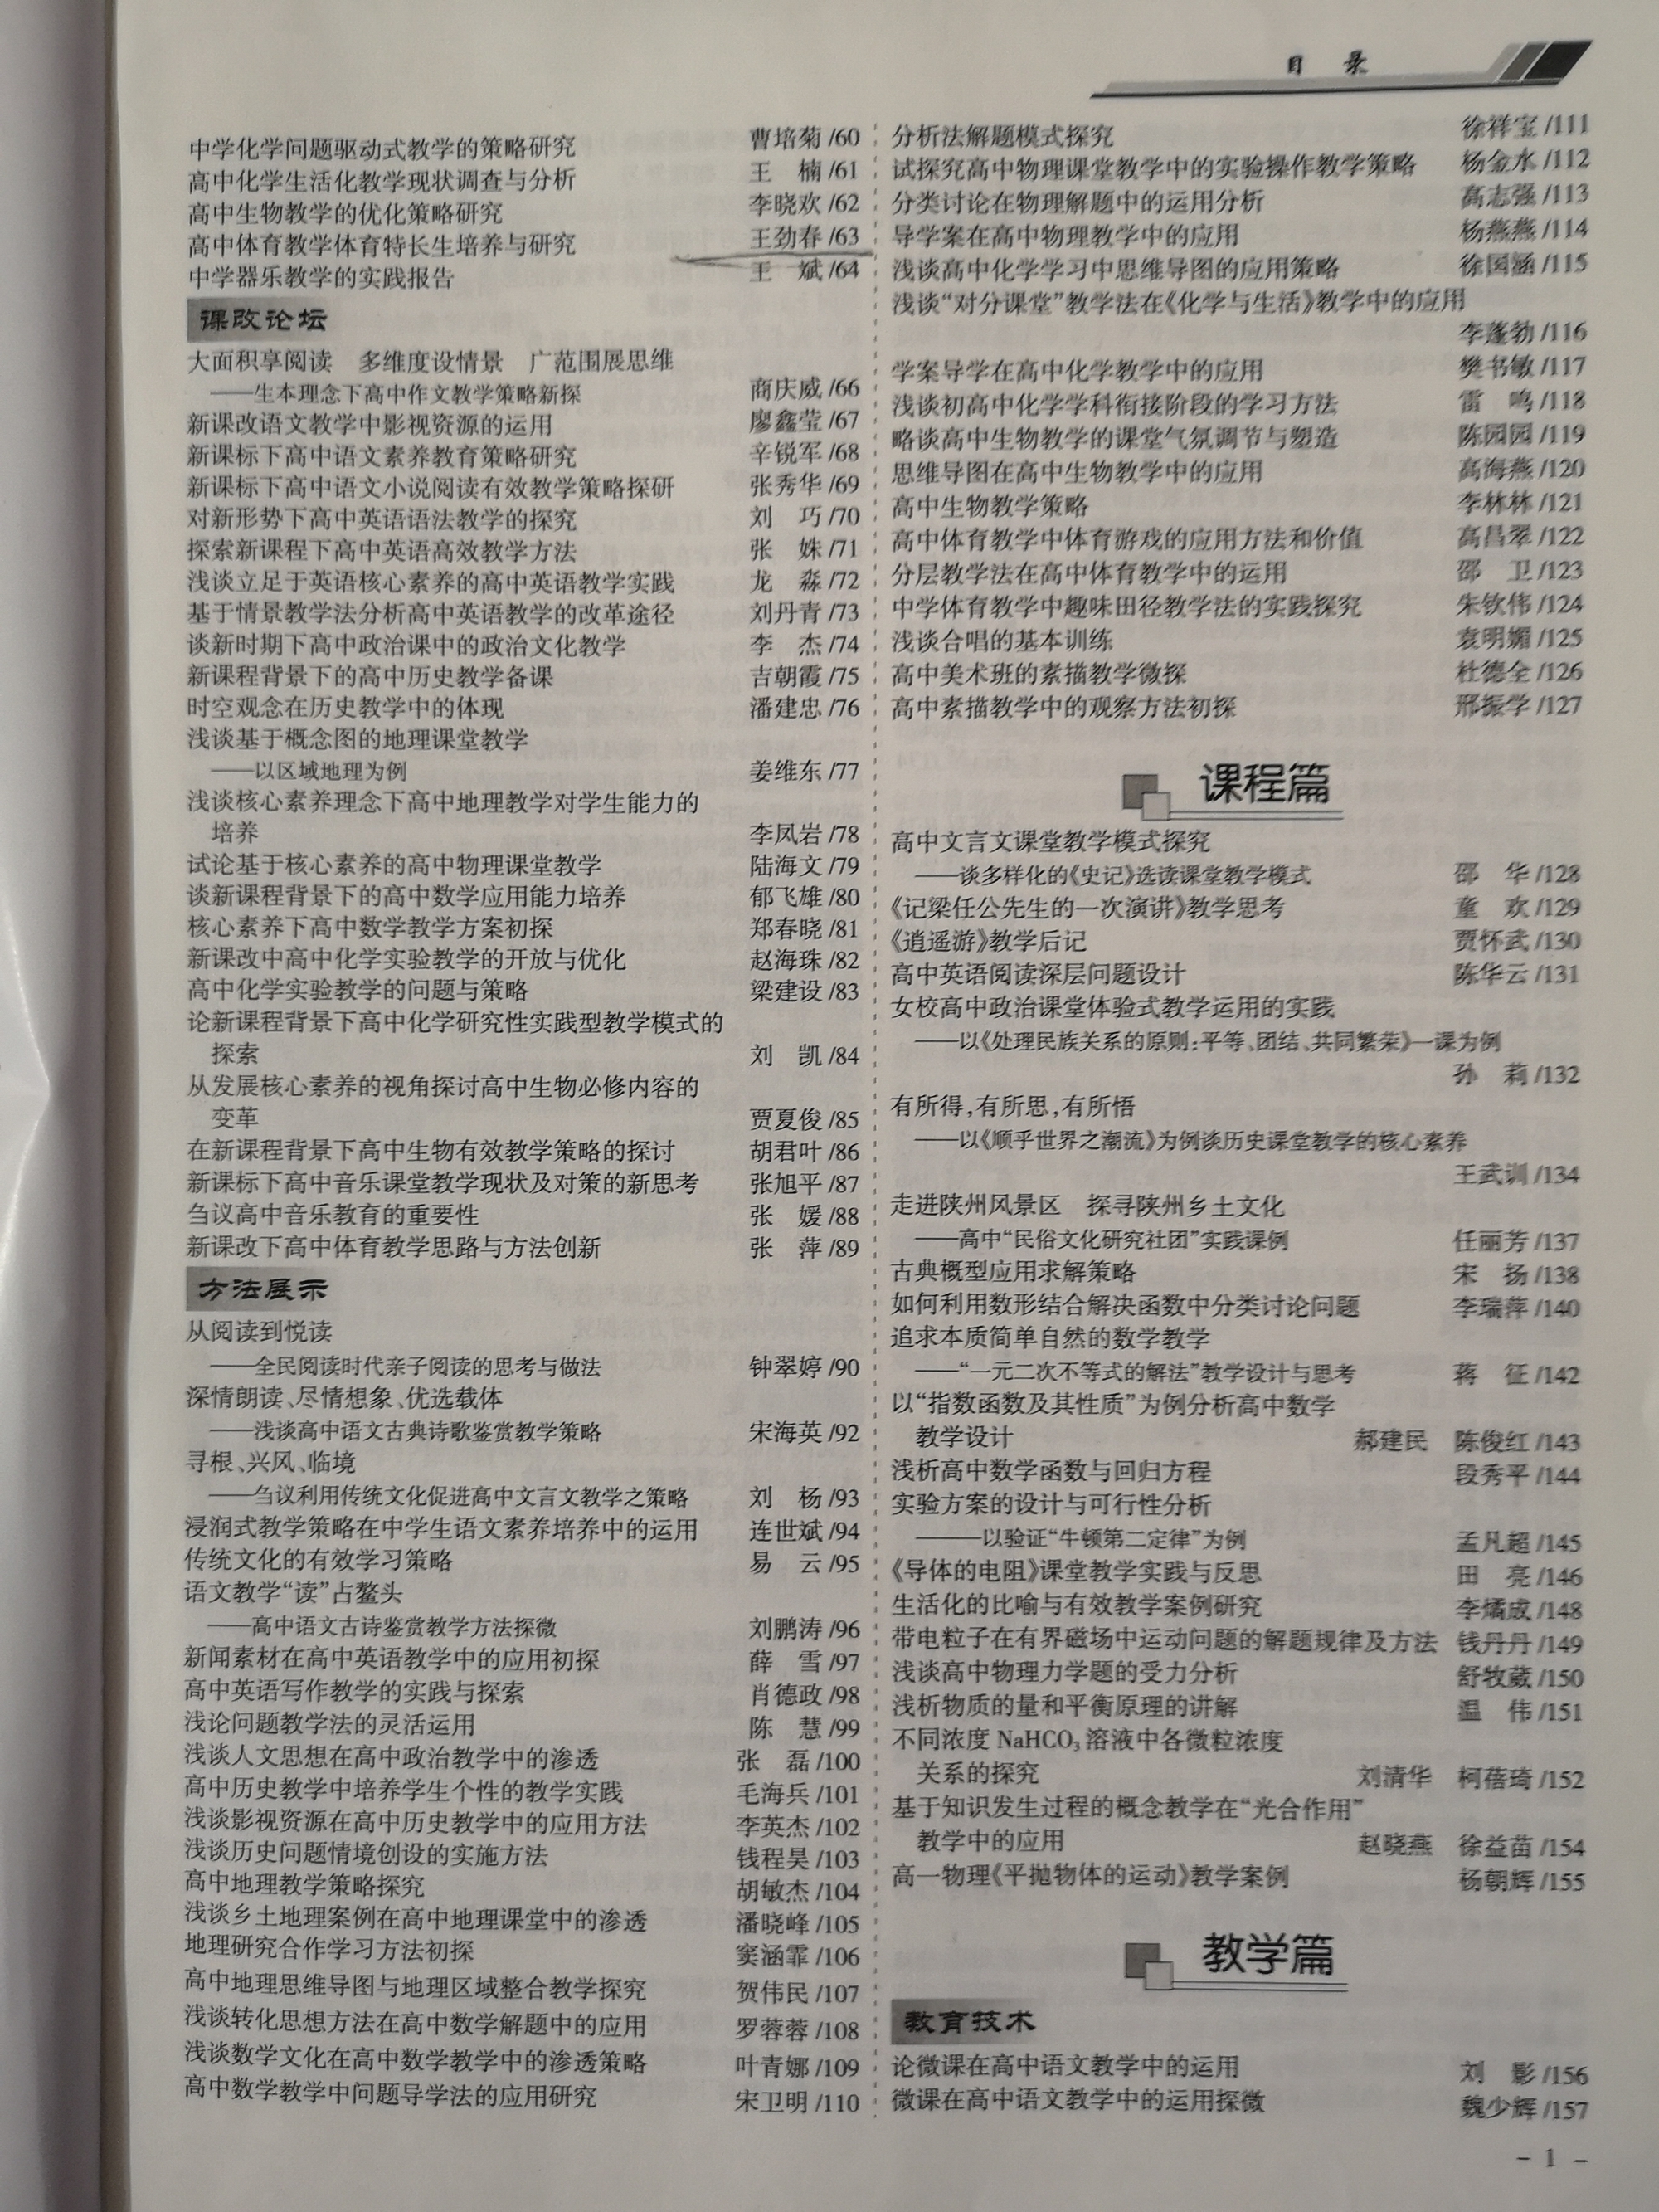 目 录
中学化学问题驱动式教学的策略研究 曹培菊 /60
高中化学生活化教学现状调查与分析 王 楠 /61
高中生物教学的优化策略研究 李晓欢 /62
高中体育教学体育特长生培养与研究 王劲春 /63
中学器乐教学的实践报告 王 斌 /64
课改论坛
大面积享阅读 多维度设情景 广范围展思维
——生本理念下高中作文教学策略新探 商庆威 /66
新课改语文教学中影视资源的运用 廖鑫莹 /67
新课标下高中语文素养教育策略研究 辛锐军 /68
新课标下高中语文小说阅读有效教学策略探研 张秀华 /69
对新形势下高中英语语法教学的探究 刘 巧 /70
探索新课程下高中英语高效教学方法 张 姝 /71
浅谈立足于英语核心素养的高中英语教学实践 龙 淼 /72
基于情景教学法分析高中英语教学的改革途径 刘丹青 /73
谈新时期下高中政治课中的政治文化教学 李 杰 /74
新课程背景下的高中历史教学备课 吉朝霞 /75
时空观念在历史教学中的体现 潘建忠 /76
浅谈基于概念图的地理课堂教学
——以区域地理为例 姜维东 /77
浅谈核心素养理念下高中地理教学对学生能力的
培养 李凤岩 /78
试论基于核心素养的高中物理课堂教学 陆海文 /79
谈新课程背景下的高中数学应用能力培养 郁飞雄 /80
核心素养下高中数学教学方案初探 郑春晓 /81
新课改中高中化学实验教学的开放与优化 赵海珠 /82
高中化学实验教学的问题与策略 梁建设 /83
论新课程背景下高中化学研究性实践型教学模式的
探索 刘 凯 /84
从发展核心素养的视角探讨高中生物必修内容的
变革 贾夏俊 /85
在新课程背景下高中生物有效教学策略的探讨 胡君叶 /86
新课标下高中音乐课堂教学现状及对策的新思考 张旭平 /87
刍议高中音乐教育的重要性 张 媛 /88
新课改下高中体育教学思路与方法创新 张 萍 /89
方法展示
从阅读到悦读
——全民阅读时代亲子阅读的思考与做法 钟翠婷 /90
深情朗读、尽情想象、优选载体
——浅谈高中语文古典诗歌鉴赏教学策略 宋海英 /92
寻根、兴风、临境
——刍议利用传统文化促进高中文言文教学之策略 刘 杨 /93
浸润式教学策略在中学生语文素养培养中的运用 连世斌 /94
传统文化的有效学习策略 易 云 /95
语文教学“读”占鳌头
——高中语文古诗鉴赏教学方法探微 刘鹏涛 /96
新闻素材在高中英语教学中的应用初探 薛 雪 /97
高中英语写作教学的实践与探索 肖德政 /98
浅论问题教学法的灵活运用 陈 慧 /99
浅谈人文思想在高中政治教学中的渗透 张 磊 /100
高中历史教学中培养学生个性的教学实践 毛海兵 /101
浅谈影视资源在高中历史教学中的应用方法 李英杰 /102
浅谈历史问题情境创设的实施方法 钱程昊 /103
高中地理教学策略探究 胡敏杰 /104
浅谈乡土地理案例在高中地理课堂中的渗透 潘晓峰 /105
地理研究合作学习方法初探 窦涵霏 /106
高中地理思维导图与地理区域整合教学探究 贺伟民 /107
浅谈转化思想方法在高中数学解题中的应用 罗蓉蓉 /108
浅谈数学文化在高中数学教学中的渗透策略 叶青娜 /109
高中数学教学中问题导学法的应用研究 宋卫明 /110
分析法解题模式探究 徐祥宝 /111
试探究高中物理课堂教学中的实验操作教学策略 杨金水 /112
分类讨论在物理解题中的运用分析 高志强 /113
导学案在高中物理教学中的应用 杨燕燕 /114
浅谈高中化学学习中思维导图的应用策略 徐国涵 /115
浅谈“对分课堂”教学法在《化学与生活》教学中的应用
李蓬勃 /116
学案导学在高中化学教学中的应用 樊书敏 /117
浅谈初高中化学学科衔接阶段的学习方法 雷 鸣 /118
略谈高中生物教学的课堂气氛调节与塑造 陈园园 /119
思维导图在高中生物教学中的应用 高海燕 /120
高中生物教学策略 李林林 /121
高中体育教学中体育游戏的应用方法和价值 高昌翠 /122
分层教学法在高中体育教学中的运用 邵 卫 /123
中学体育教学中趣味田径教学法的实践探究 朱钦伟 /124
浅谈合唱的基本训练 袁明媚 /125
高中美术班的素描教学微探 杜德全 /126
高中素描教学中的观察方法初探 邢振学 /127
课程篇
高中文言文课堂教学模式探究
——谈多样化的《史记》选读课堂教学模式 邵 华 /128
《记梁任公先生的一次演讲》教学思考 童 欢 /129
《逍遥游》教学后记 贾怀武 /130
高中英语阅读深层问题设计 陈华云 /131
女校高中政治课堂体验式教学运用的实践
——以《处理民族关系的原则：平等、团结、共同繁荣》一课为例
孙 莉 /132
有所得，有所思，有所悟
——以《顺乎世界之潮流》为例谈历史课堂教学的核心素养
王武训 /134
走进陕州风景区 探寻陕州乡土文化
——高中“民俗文化研究社团”实践课例 任丽芳 /137
古典概型应用求解策略 宋 扬 /138
如何利用数形结合解决函数中分类讨论问题 李瑞萍 /140
追求本质简单自然的数学教学
——“一元二次不等式的解法”教学设计与思考 蒋 征 /142
以“指数函数及其性质”为例分析高中数学
教学设计 郝建民 陈俊红 /143
浅析高中数学函数与回归方程 段秀平 /144
实验方案的设计与可行性分析
———以验证“牛顿第二定律”为例 孟凡超 /145
《导体的电阻》课堂教学实践与反思 田 亮 /146
生活化的比喻与有效教学案例研究 李燏成 /148
带电粒子在有界磁场中运动问题的解题规律及方法 钱丹丹 /149
浅谈高中物理力学题的受力分析 舒牧葳 /150
浅析物质的量和平衡原理的讲解 温 伟 /151
不同浓度 NaHCO₃ 溶液中各微粒浓度
关系的探究 刘清华 柯蓓琦 /152
基于知识发生过程的概念教学在“光合作用”
教学中的应用 赵晓燕 徐益苗 /154
高一物理《平抛物体的运动》教学案例 杨朝辉 /155
教学篇
教育技术
论微课在高中语文教学中的运用 刘 影 /156
微课在高中语文教学中的运用探微 魏少辉 /157
- 1 -